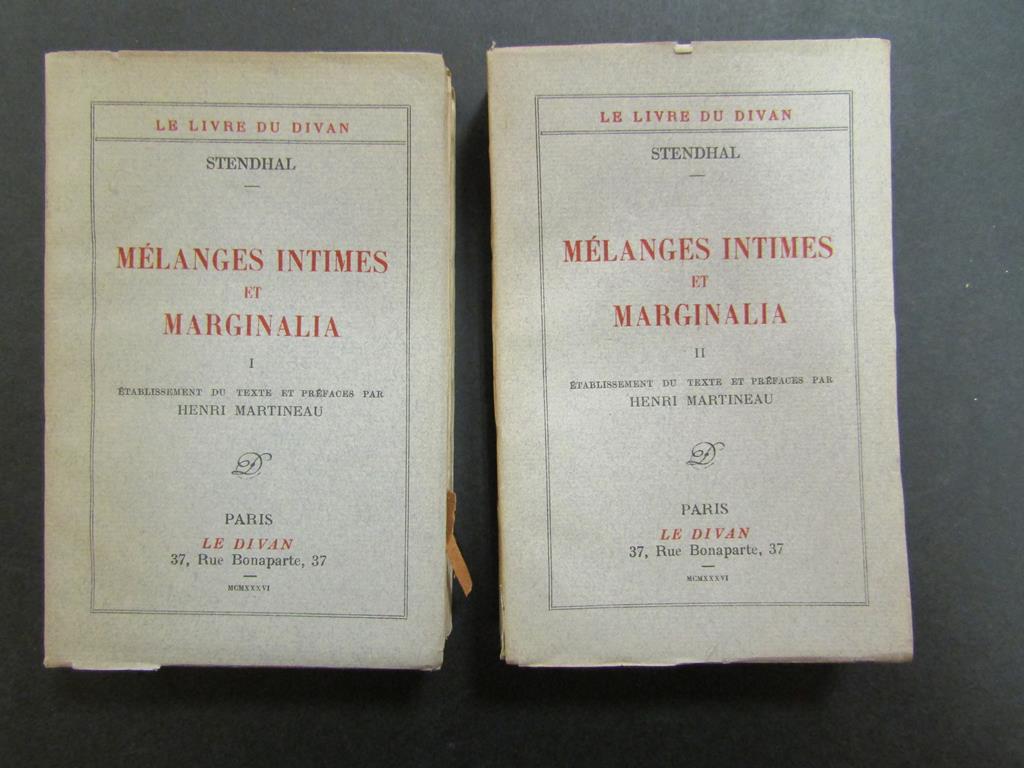 LE LIVRE DU DIVAN
STENDHAL
MÉLANGES INTIMES
ET
MARGINALIA
I
ÉTABLISSEMENT DU TEXTE ET PRÉFACES PAR
HENRI MARTINEAU
D
PARIS
LE DIVAN
37, Rue Bonaparte, 37
MCMXXXVI
LE LIVRE DU DIVAN
STENDHAL
MÉLANGES INTIMES
ET
MARGINALIA
II
ÉTABLISSEMENT DU TEXTE ET PRÉFACES PAR
HENRI MARTINEAU
D
PARIS
LE DIVAN
37, Rue Bonaparte, 37
MCMXXXVI